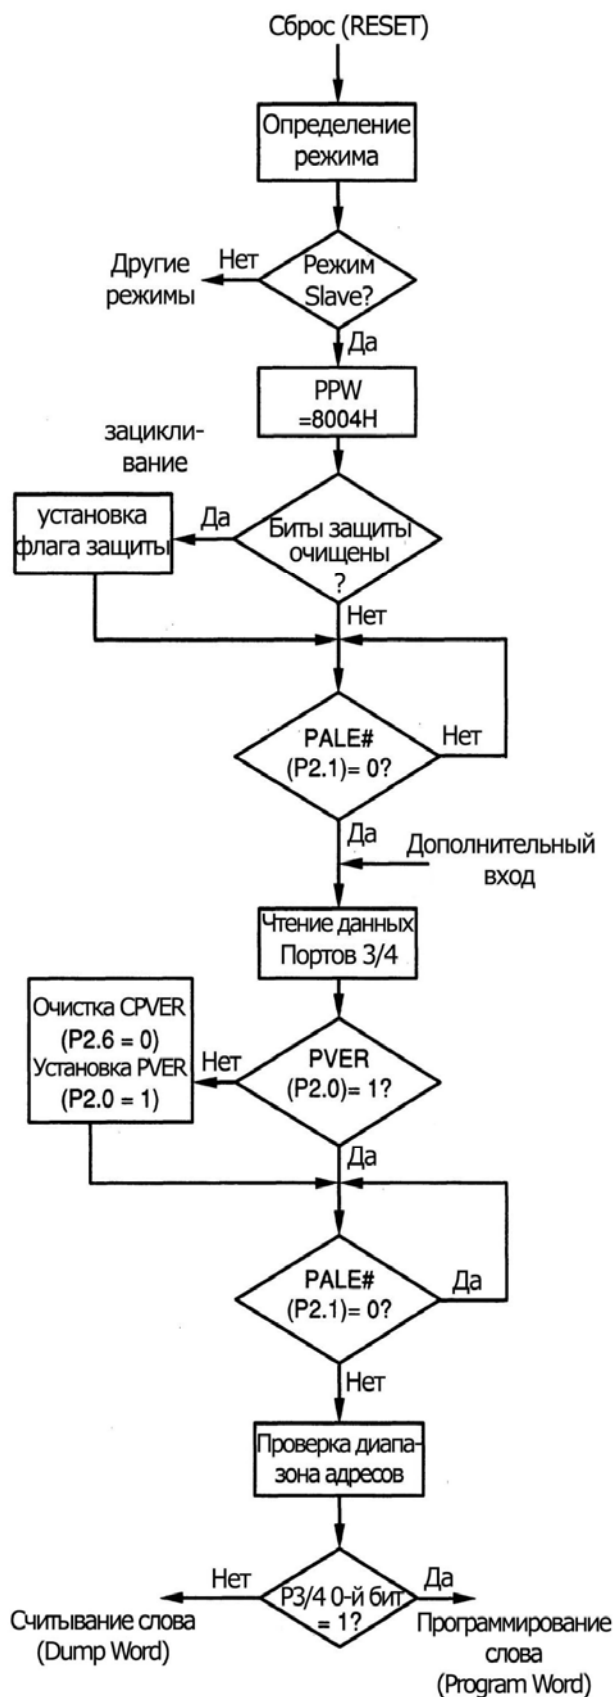 Сброс (RESET)
Определение
режима
Режим
Slave?
Нет
Другие
режимы
Да
PPW
=8004H
зацикли-
вание
Биты защиты
очищены
?
Да
установка
флага защиты
Нет
PALE#
(P2.1)= 0?
Нет
Да
Дополнительный
вход
Чтение данных
Портов 3/4
PVER
(P2.0)= 1?
Нет
Очистка CPVER
(P2.6 = 0)
Установка PVER
(P2.0 = 1)
Да
PALE#
(P2.1)= 0?
Да
Нет
Проверка диапа-
зона адресов
P3/4 0-й бит
= 1?
Нет
Считывание слова
(Dump Word)
Да
Программирование
слова
(Program Word)